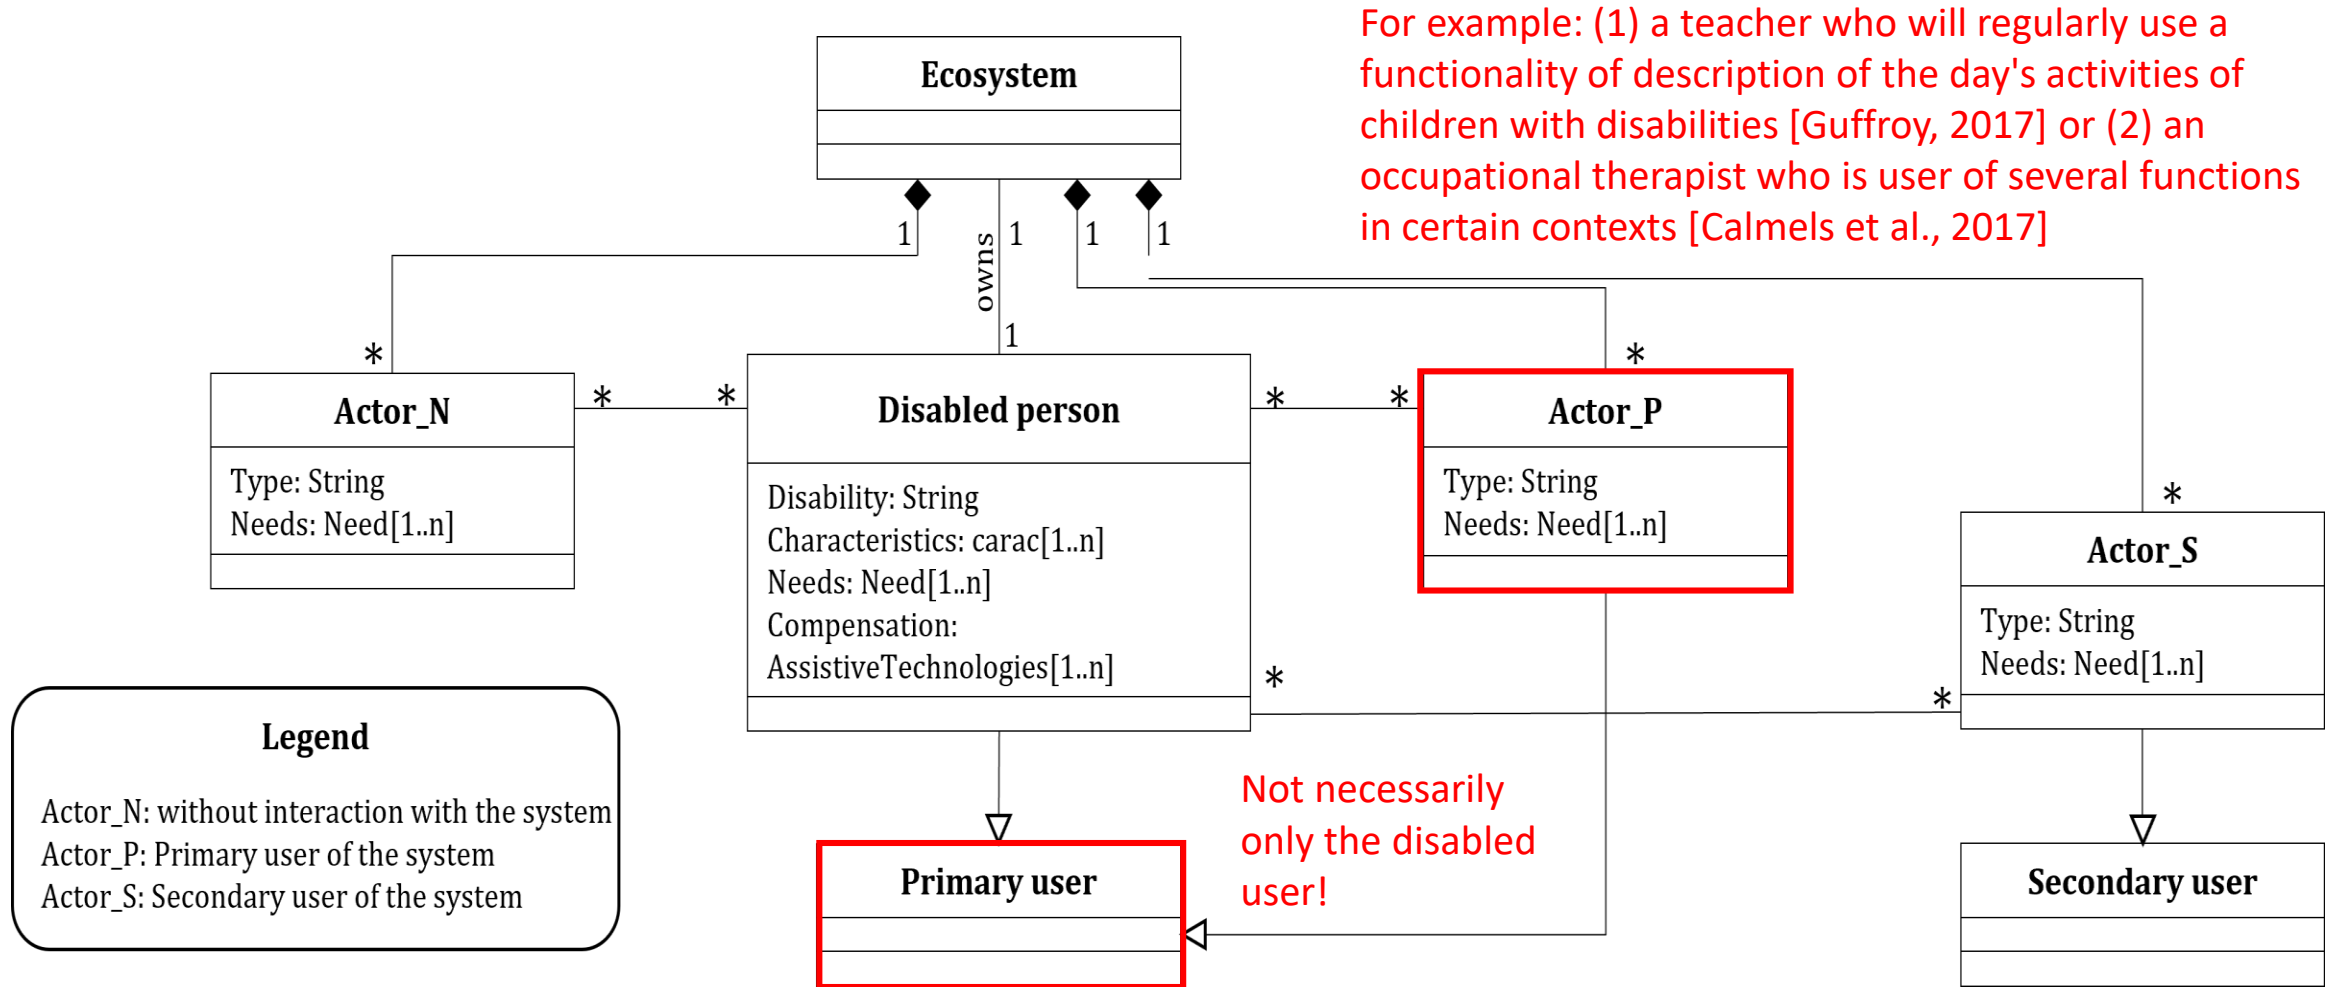 For example: (1) a teacher who will regularly use a
functionality of description of the day's activities of
children with disabilities [Guffroy, 2017] or (2) an
occupational therapist who is user of several functions
in certain contexts [Calmels et al., 2017]
Ecosystem
1
owns
1
1
1
1
*
*
*
Actor_N
Type: String
Needs: Need[1..n]
*
*
Disabled person
Disability: String
Characteristics: carac[1..n]
Needs: Need[1..n]
Compensation:
AssistiveTechnologies[1..n]
*
*
Actor_P
Type: String
Needs: Need[1..n]
*
*
Actor_S
Type: String
Needs: Need[1..n]
Legend
Actor_N: without interaction with the system
Actor_P: Primary user of the system
Actor_S: Secondary user of the system
Not necessarily
only the disabled
user!
Primary user
Secondary user